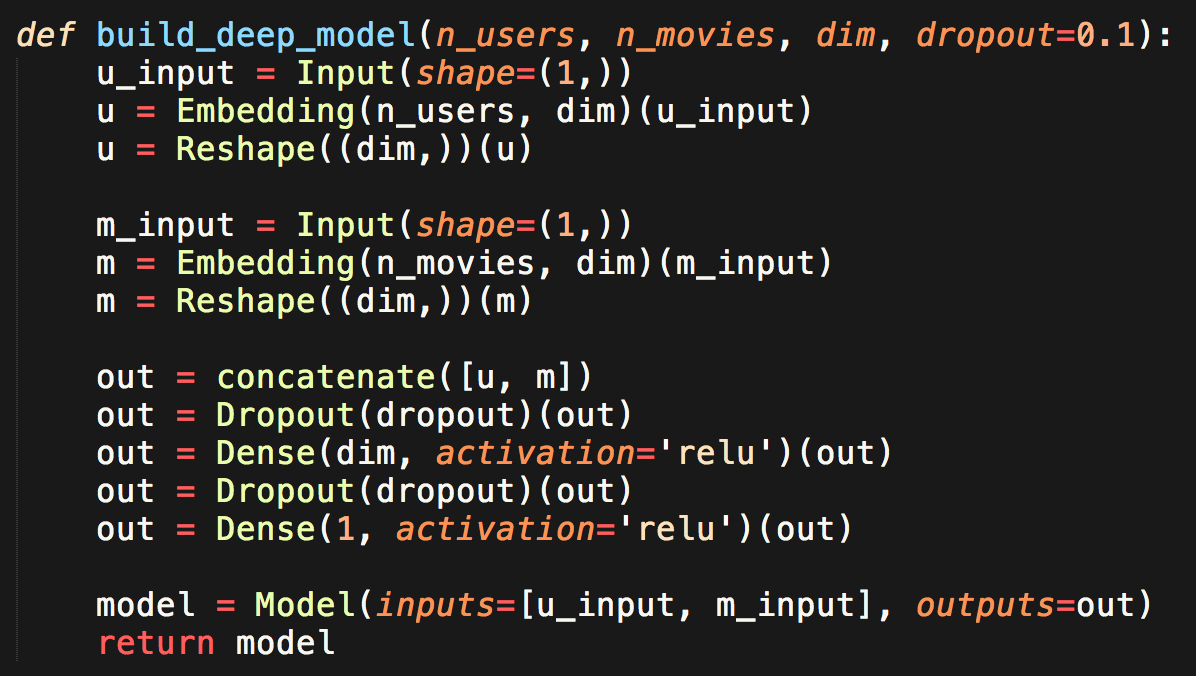 def build_deep_model(n_users, n_movies, dim, dropout=0.1):
    u_input = Input(shape=(1,))
    u = Embedding(n_users, dim)(u_input)
    u = Reshape((dim,))(u)

    m_input = Input(shape=(1,))
    m = Embedding(n_movies, dim)(m_input)
    m = Reshape((dim,))(m)

    out = concatenate([u, m])
    out = Dropout(dropout)(out)
    out = Dense(dim, activation='relu')(out)
    out = Dropout(dropout)(out)
    out = Dense(1, activation='relu')(out)

    model = Model(inputs=[u_input, m_input], outputs=out)
    return model